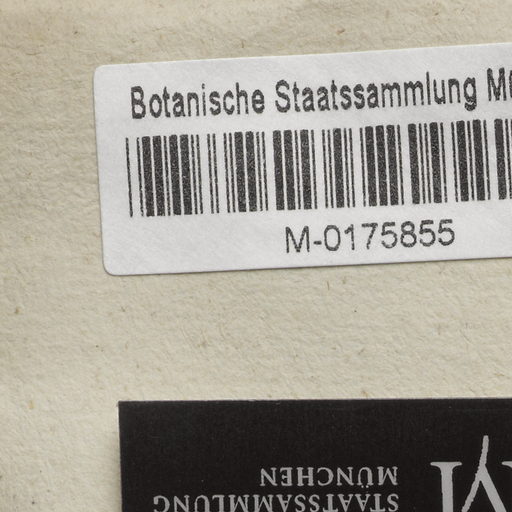 Botanische Staatssammlung M
M-0175855
STAATSSAMMLUNG
MÜNCHEN
M